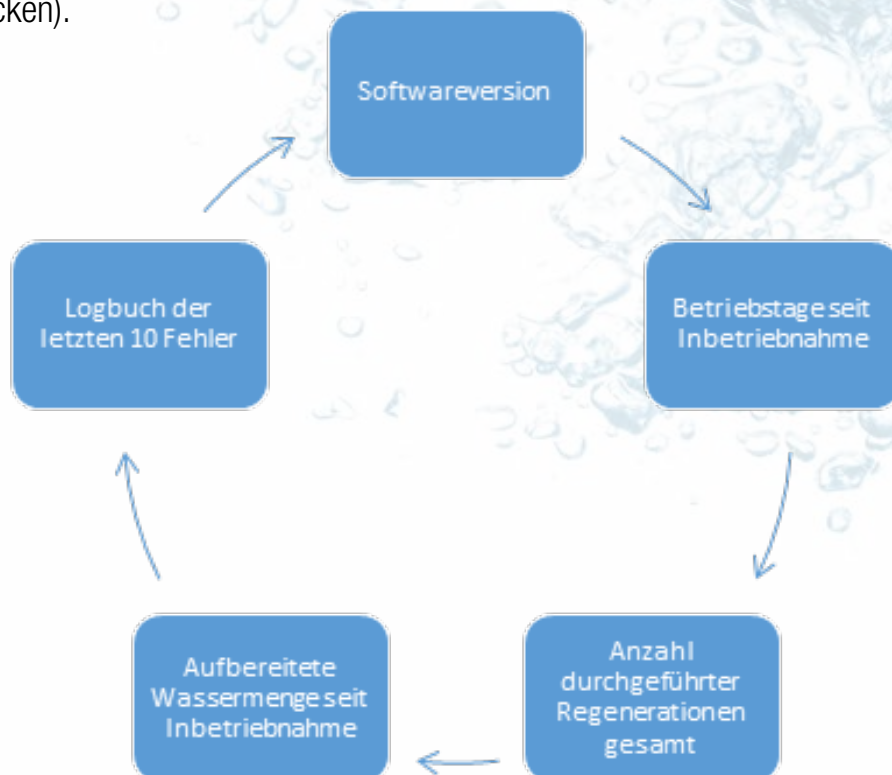 cken).
Softwareversion
Betriebstage seit
Inbetriebnahme
Anzahl
durchgeführter
Regenerationen
gesamt
Aufbereitete
Wassermenge seit
Inbetriebnahme
Logbuch der
letzten 10 Fehler